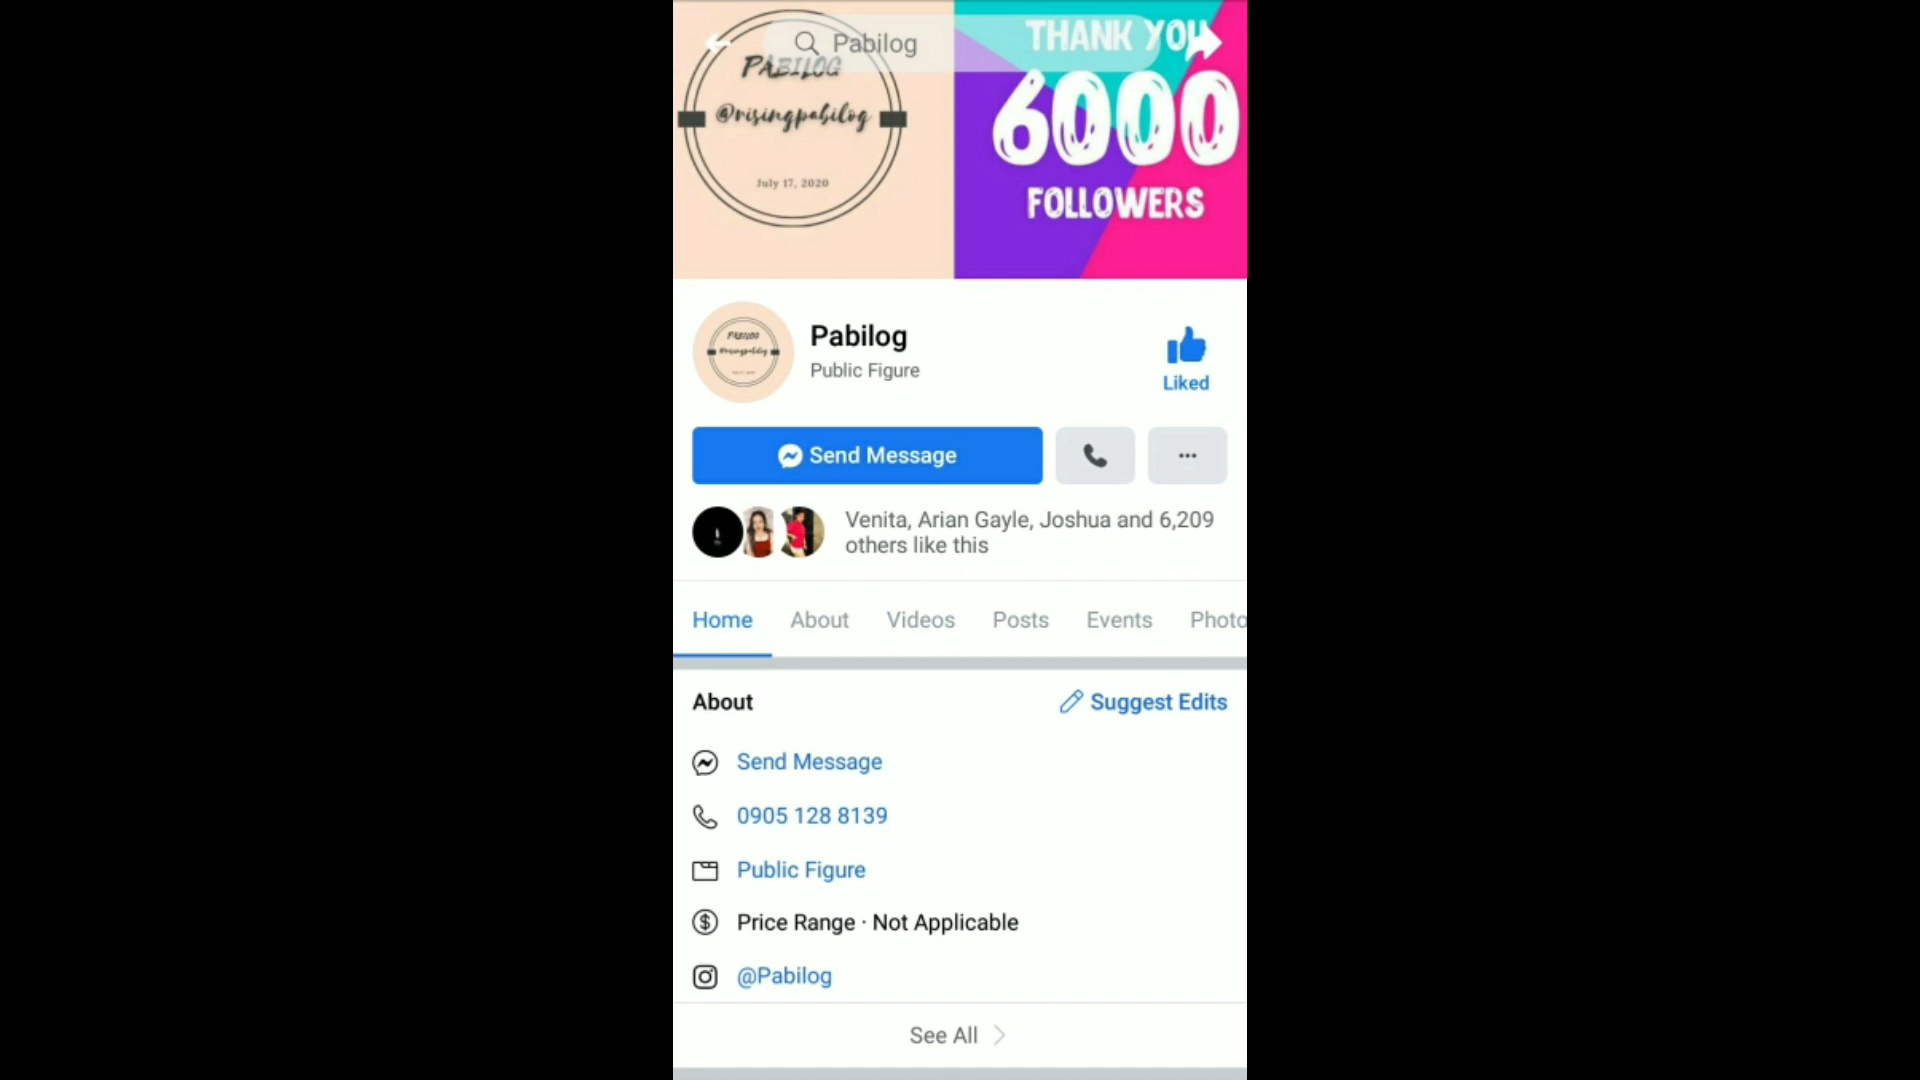 Pabilog
PABILOG
@risingpabilog
July 17, 2020
THANK YOU
6000
FOLLOWERS
Pabilog
Public Figure
Liked
Send Message
Venita, Arian Gayle, Joshua and 6,209
others like this
Home About Videos Posts Events Photo
About
Suggest Edits
Send Message
0905 128 8139
Public Figure
Price Range · Not Applicable
@Pabilog
See All